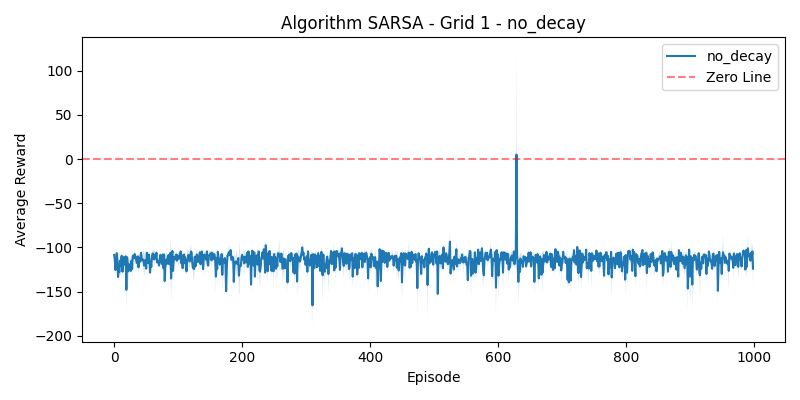 Algorithm SARSA - Grid 1 - no_decay
no_decay
Zero Line
100
50
0
−50
−100
−150
−200
Average Reward
0
200
400
600
800
1000
Episode